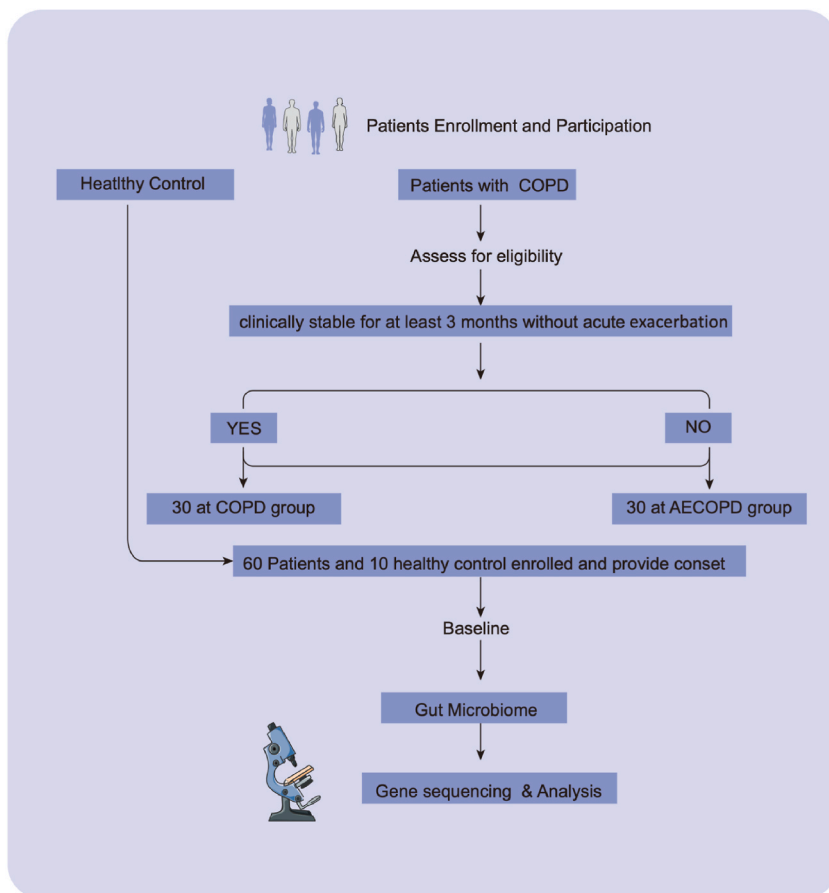 Patients Enrollment and Participation
Heatlthy Control
Patients with COPD
Assess for eligibility
clinically stable for at least 3 months without acute exacerbation
YES
NO
30 at COPD group
30 at AECOPD group
60 Patients and 10 healthy control enrolled and provide conset
Baseline
Gut Microbiome
Gene sequencing & Analysis